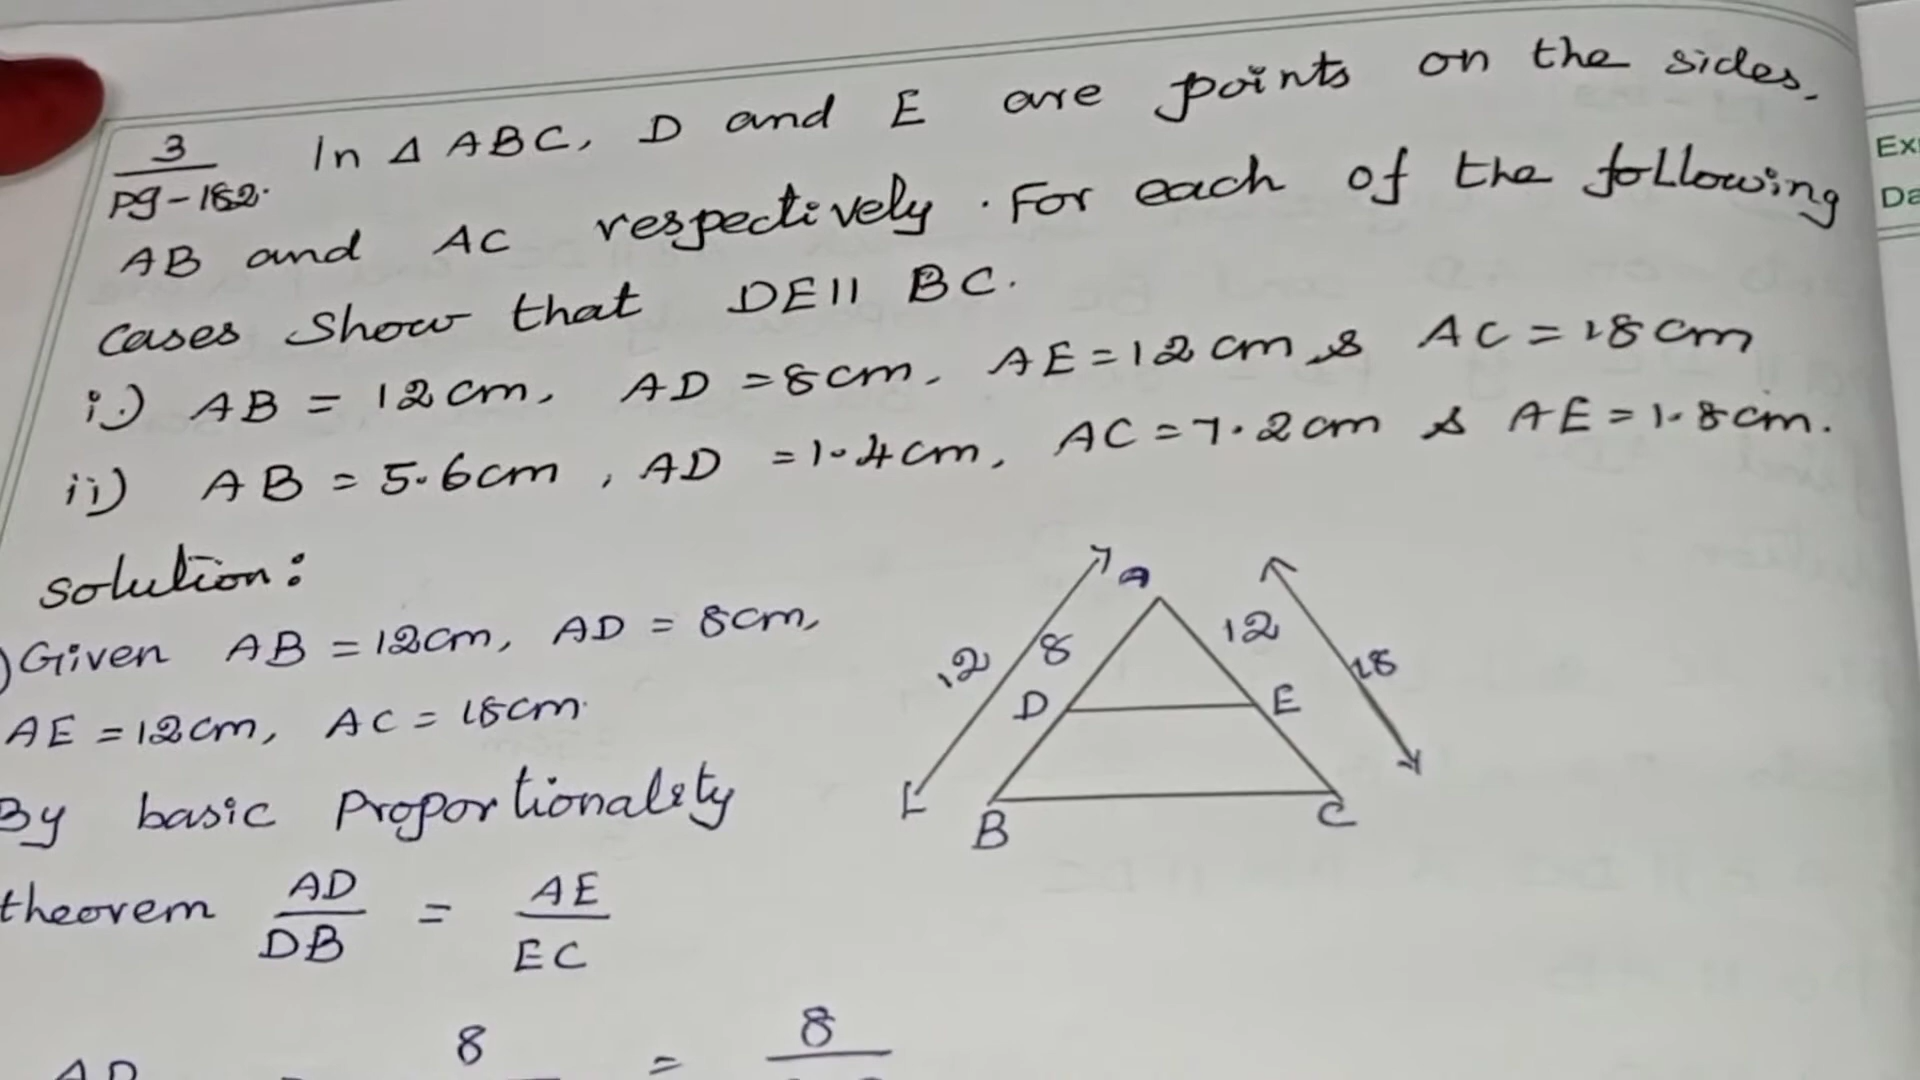 3 In Δ ABC, D and E are points on the sides.
pg-182.
AB and AC respectively. For each of the following
cases show that DE || BC.
i.) AB = 12cm, AD = 8cm, AE = 12cm & AC = 18cm
ii) AB = 5.6cm, AD = 1.4cm, AC = 7.2cm & AE = 1.8cm.
solution:
) Given AB = 12cm, AD = 8cm,
AE = 12cm, AC = 18cm.
By basic Proportionality
theorem AD/DB = AE/EC
8 = 8
AD
A
12 8 12 18
D E
B C
Ex
Da